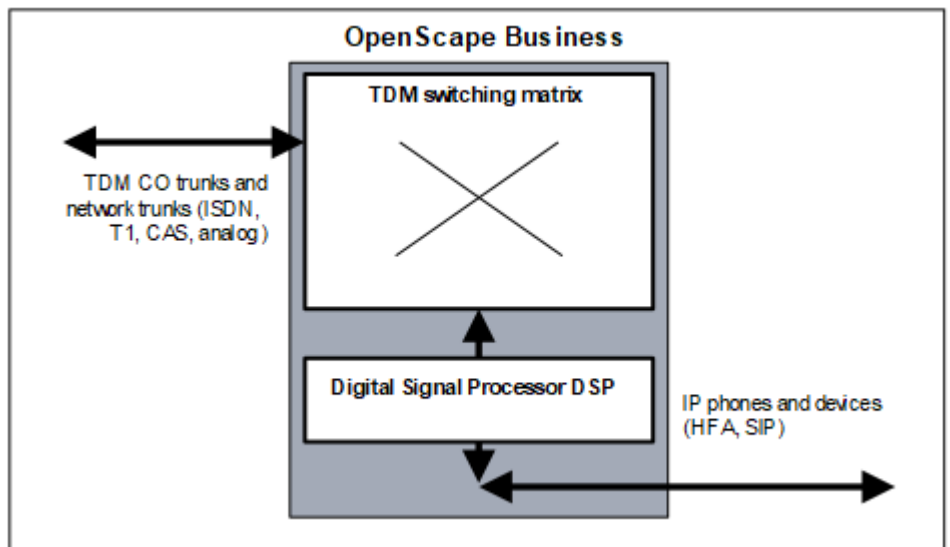 OpenScape Business
TDM switching matrix
TDM CO trunks and
network trunks (ISDN,
T1, CAS, analog)
Digital Signal Processor DSP
IP phones and devices
(HFA, SIP)